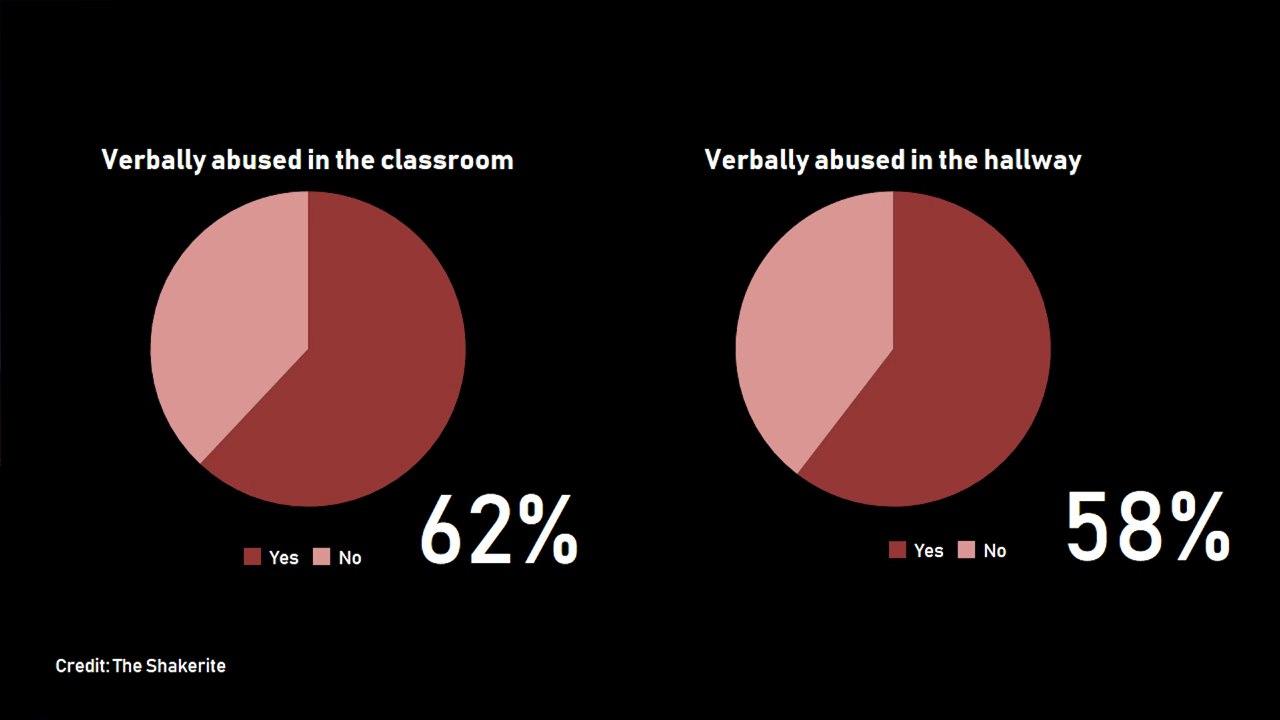 Verbally abused in the classroom
Yes No
62%
Verbally abused in the hallway
Yes No
58%
Credit: The Shakerite